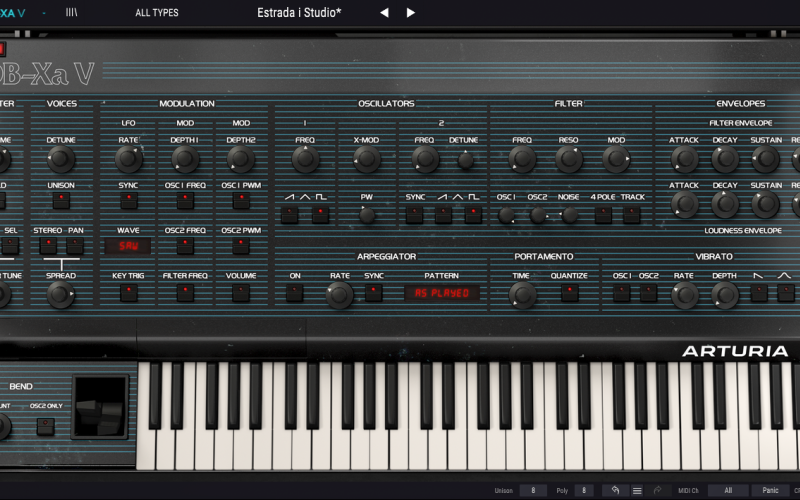 XA V
ALL TYPES
Estrada i Studio*
OB-Xa V
TER VOICES MODULATION OSCILLATORS FILTER ENVELOPES
LFO MOD MOD 1 2 FILTER ENVELOPE
ME DETUNE RATE DEPTH1 DEPTH2 FREQ X-MOD FREQ DETUNE FREQ RESO MOD ATTACK DECAY SUSTAIN RE
UNISON SYNC OSC1 FREQ OSC1 PWM PW SYNC OSC1 OSC2 NOISE 4 POLE TRACK ATTACK DECAY SUSTAIN RE
SEL STEREO PAN WAVE OSC2 FREQ OSC2 PWM LOUDNESS ENVELOPE
SAW
ARPEGGIATOR PORTAMENTO VIBRATO
TUNE SPREAD KEY TRIG FILTER FREQ VOLUME ON RATE SYNC PATTERN TIME QUANTIZE OSC1 OSC2 RATE DEPTH
AS PLAYED
ARTURIA
BEND
UNT OSC2 ONLY
Unison 8 Poly 8 MIDI Ch All Panic